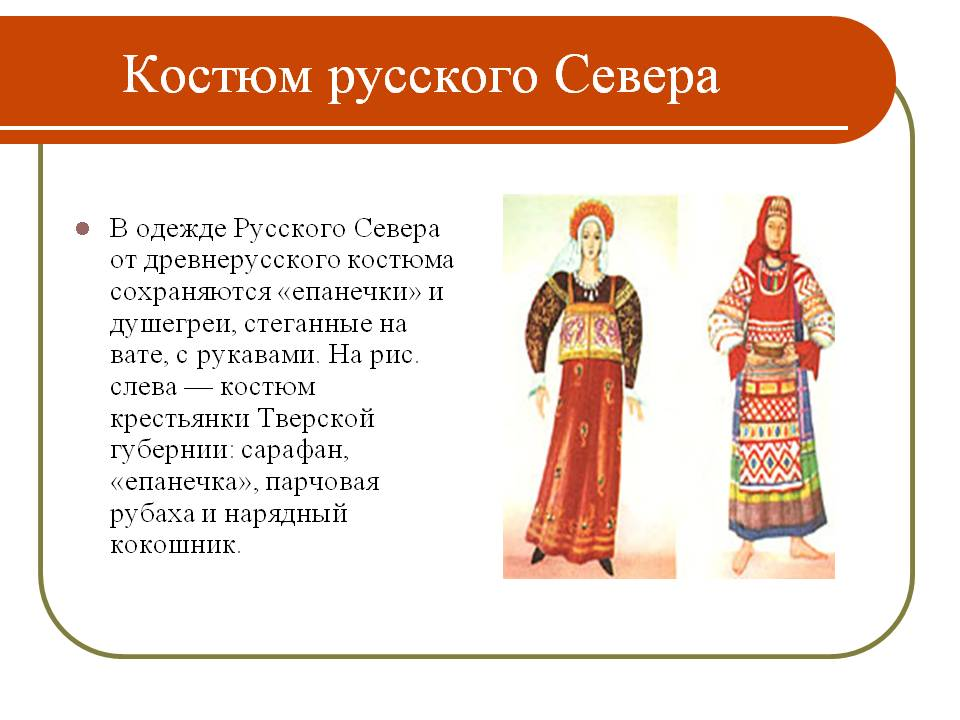 Костюм русского Севера
В одежде Русского Севера
от древнерусского костюма
сохраняются «епанечки» и
душегреи, стеганные на
вате, с рукавами. На рис.
слева — костюм
крестьянки Тверской
губернии: сарафан,
«епанечка», парчовая
рубаха и нарядный
кокошник.